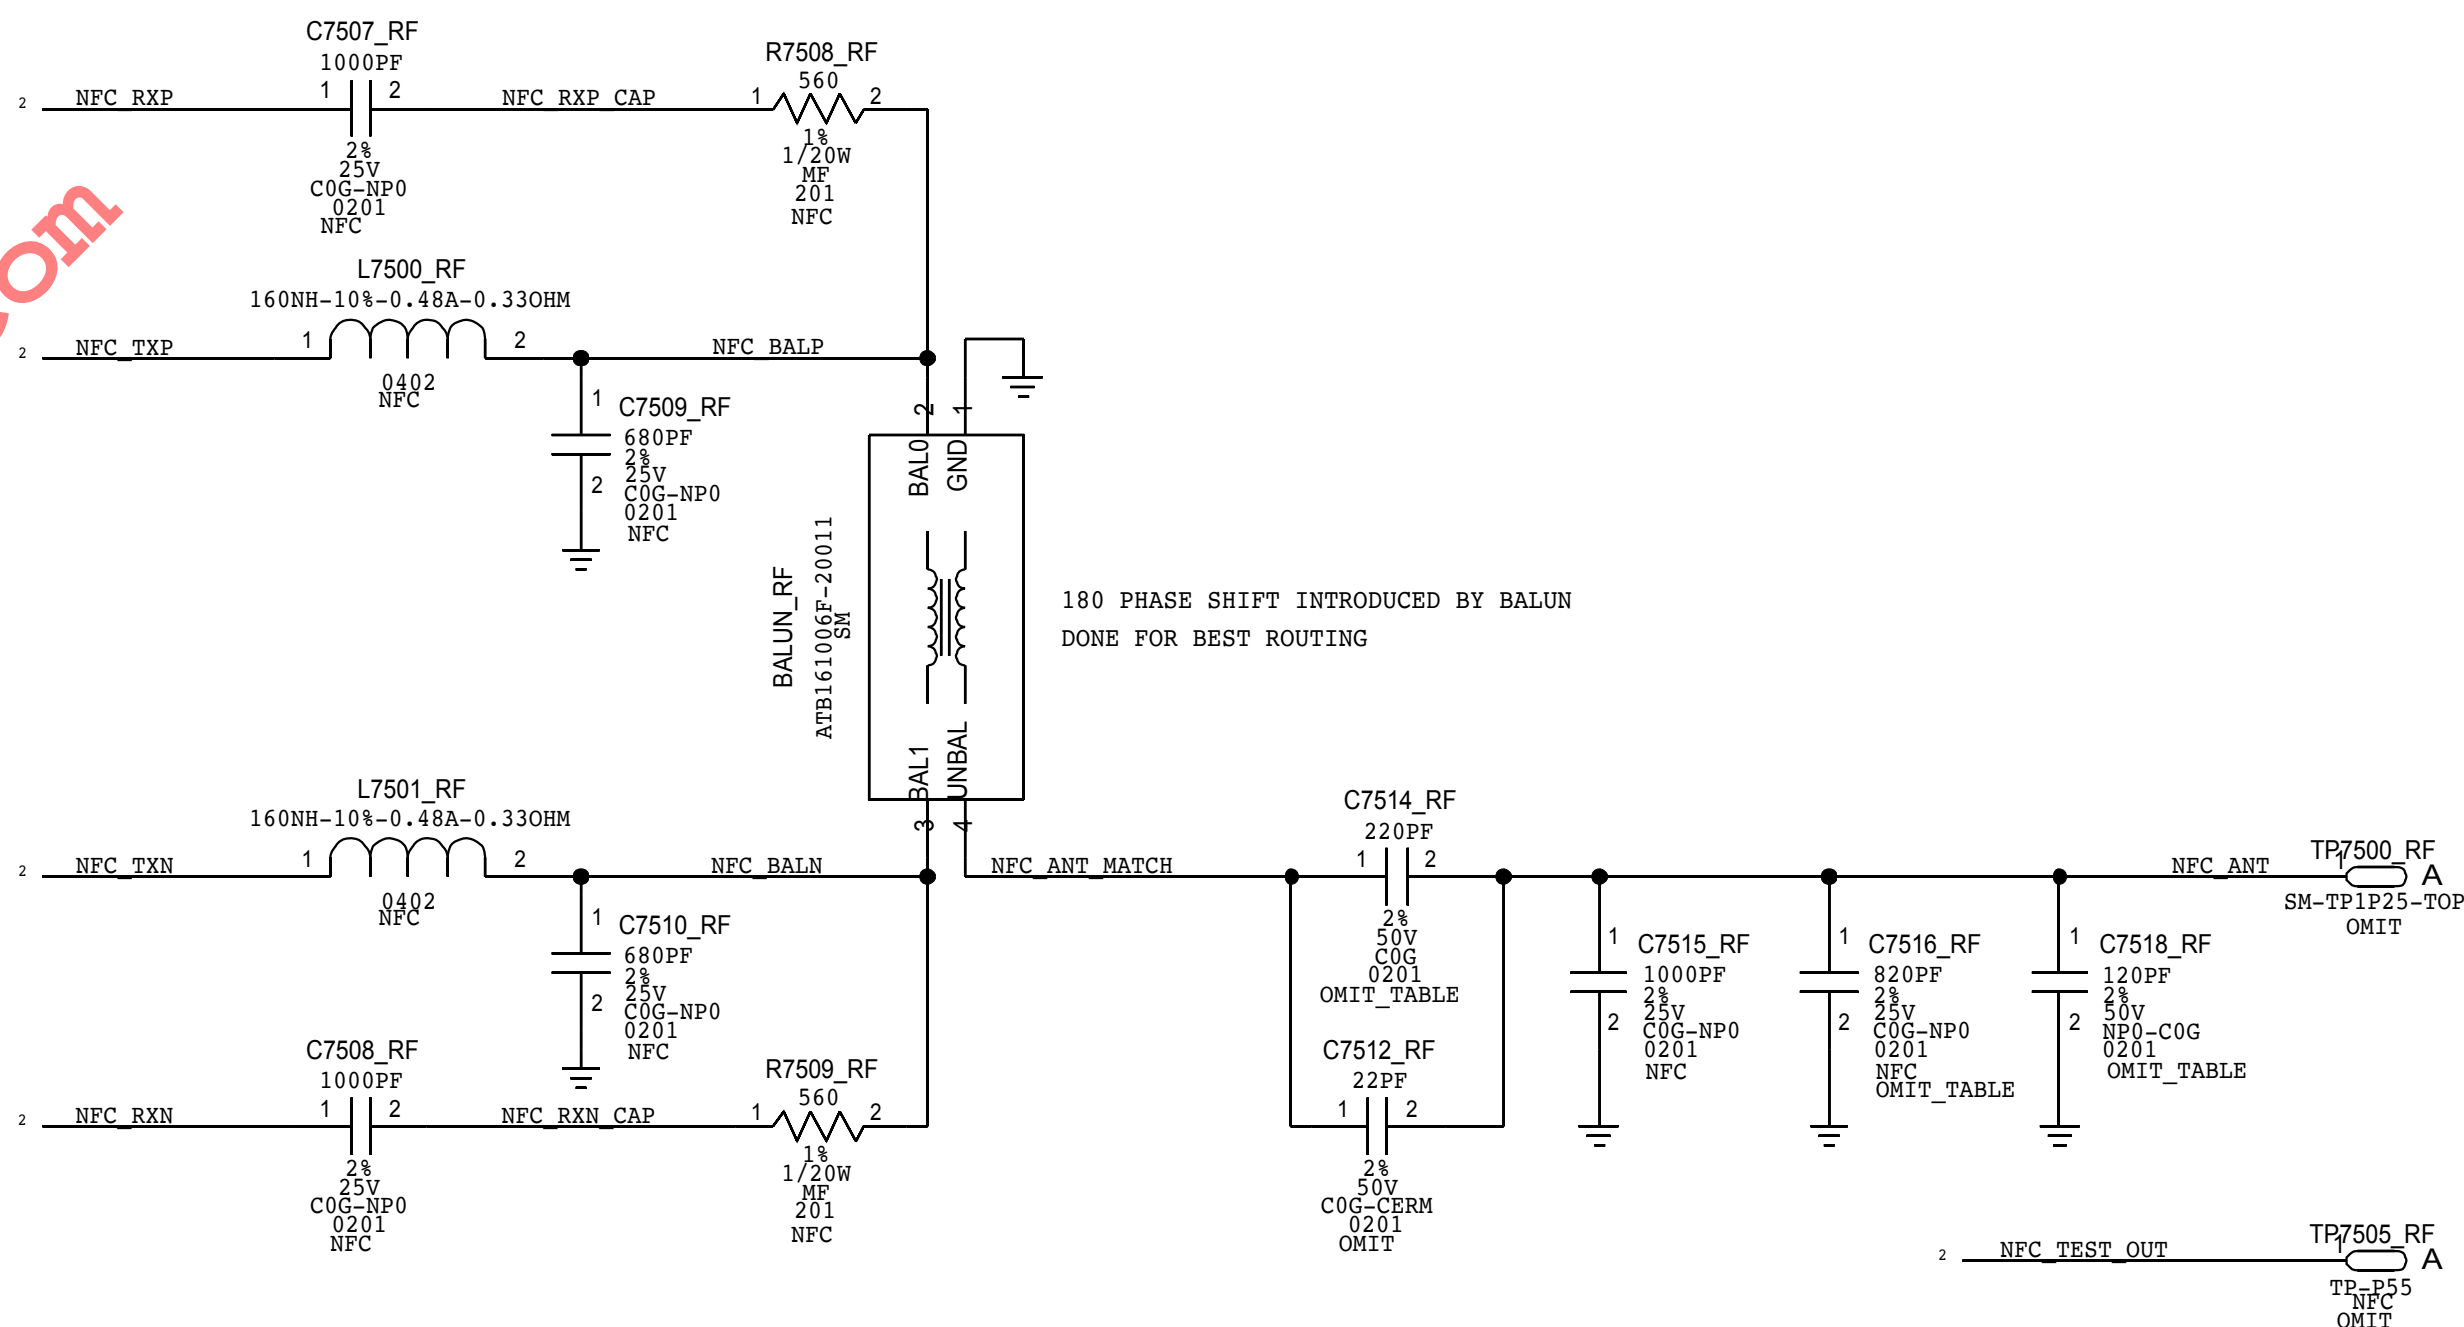 C7507_RF
1000PF
1
2
2
NFC_RXP
NFC_RXP_CAP
2%
25V
C0G-NP0
0201
NFC
R7508_RF
560
1
2
1%
1/20W
MF
201
NFC
com
L7500_RF
160NH-10%-0.48A-0.33OHM
2
NFC_TXP
1
2
NFC_BALP
0402
NFC
1
C7509_RF
680PF
2%
25V
C0G-NP0
0201
NFC
2
2
1
BAL0
GND
BALUN_RF
ATB161006F-20011
SM
BAL1
UNBAL
3
4
180 PHASE SHIFT INTRODUCED BY BALUN
DONE FOR BEST ROUTING
L7501_RF
160NH-10%-0.48A-0.33OHM
2
NFC_TXN
1
2
NFC_BALN
0402
NFC
1
C7510_RF
680PF
2%
25V
C0G-NP0
0201
NFC
2
C7508_RF
1000PF
1
2
2
NFC_RXN
NFC_RXN_CAP
2%
25V
C0G-NP0
0201
NFC
R7509_RF
560
1
2
1%
1/20W
MF
201
NFC
NFC_ANT_MATCH
C7514_RF
220PF
1
2
2%
50V
C0G
0201
OMIT_TABLE
C7512_RF
22PF
1
2
2%
50V
C0G-CERM
0201
OMIT
1
C7515_RF
1000PF
2%
25V
C0G-NP0
0201
NFC
2
1
C7516_RF
820PF
2%
25V
C0G-NP0
0201
NFC
OMIT_TABLE
2
1
C7518_RF
120PF
2%
50V
NP0-C0G
0201
OMIT_TABLE
2
NFC_ANT
TP7500_RF
1
A
SM-TP1P25-TOP
OMIT
2
NFC_TEST_OUT
TP7505_RF
1
A
TP-P55
NFC
OMIT